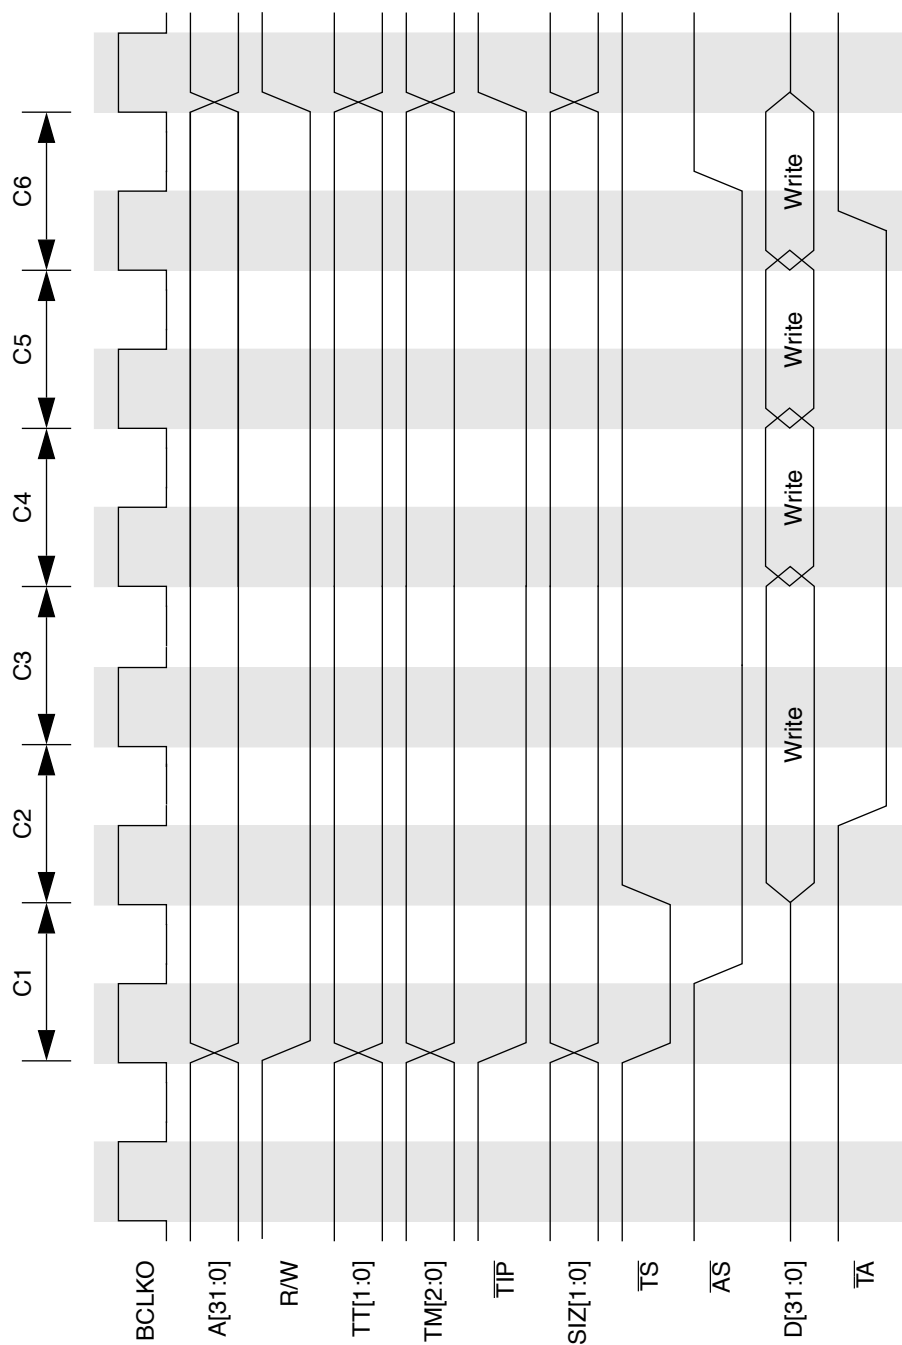 C1
C2
C3
C4
C5
C6
BCLKO
A[31:0]
R/W
TT[1:0]
TM[2:0]
TIP
SIZ[1:0]
TS
AS
D[31:0]
Write
Write
Write
Write
TA